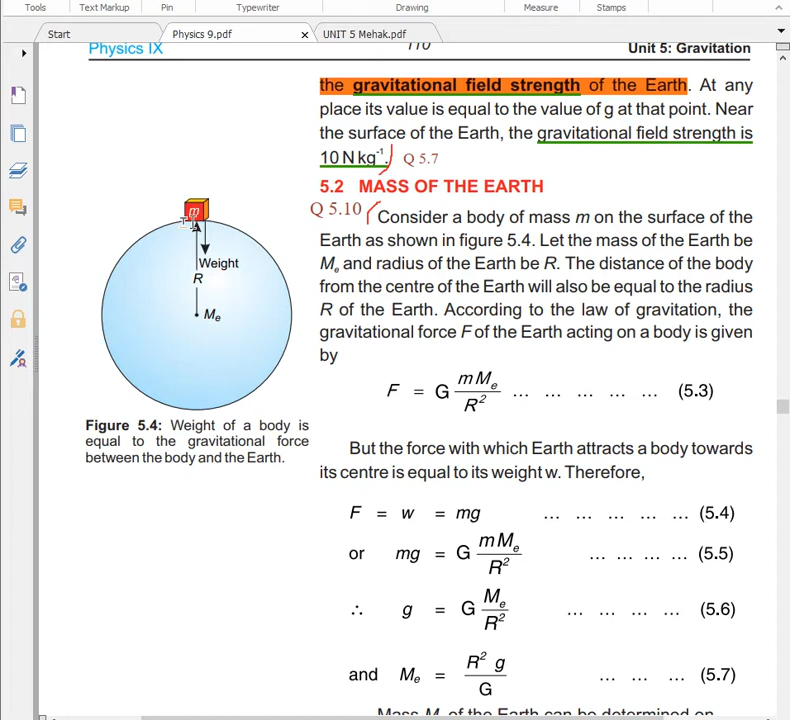 Tools Text Markup Pin Typewriter Drawing Measure Stamps
Start Physics 9.pdf UNIT 5 Mehak.pdf
Physics IX 110 Unit 5: Gravitation
the gravitational field strength of the Earth. At any
place its value is equal to the value of g at that point. Near
the surface of the Earth, the gravitational field strength is
10 N kg⁻¹. Q 5.7
5.2 MASS OF THE EARTH
Q 5.10
Consider a body of mass m on the surface of the
Earth as shown in figure 5.4. Let the mass of the Earth be
Mₑ and radius of the Earth be R. The distance of the body
from the centre of the Earth will also be equal to the radius
R of the Earth. According to the law of gravitation, the
gravitational force F of the Earth acting on a body is given
by
F = G mMₑ/R² ... ... ... ... ... (5.3)
m
Weight
R
Mₑ
Figure 5.4: Weight of a body is
equal to the gravitational force
between the body and the Earth.
But the force with which Earth attracts a body towards
its centre is equal to its weight w. Therefore,
F = w = mg ... ... ... ... ... (5.4)
or mg = G mMₑ/R² ... ... ... ... (5.5)
∴ g = G Mₑ/R² ... ... ... ... (5.6)
and Mₑ = R² g/G ... ... ... (5.7)
Mass Mₑ of the Earth can be determined on